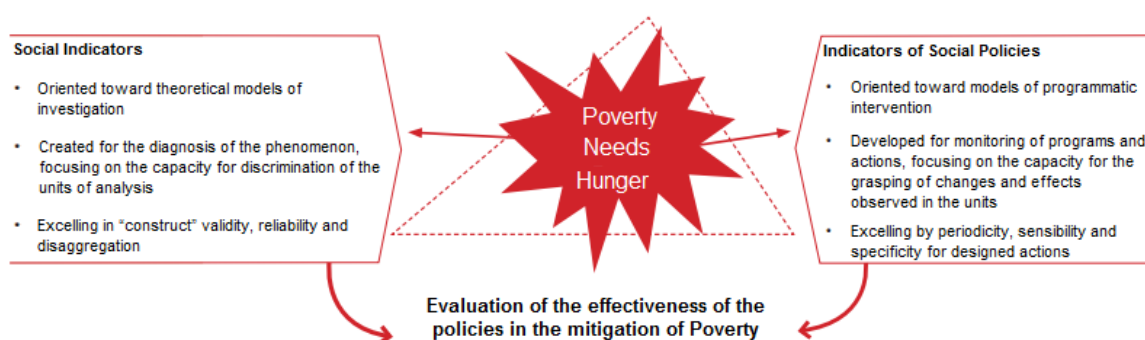 Social Indicators
• Oriented toward theoretical models of
investigation
• Created for the diagnosis of the phenomenon,
focusing on the capacity for discrimination of the
units of analysis
• Excelling in “construct” validity, reliability and
disaggregation
Poverty
Needs
Hunger
Indicators of Social Policies
• Oriented toward models of programmatic
intervention
• Developed for monitoring of programs and
actions, focusing on the capacity for the
grasping of changes and effects
observed in the units
• Excelling by periodicity, sensibility and
specificity for designed actions
Evaluation of the effectiveness of the
policies in the mitigation of Poverty